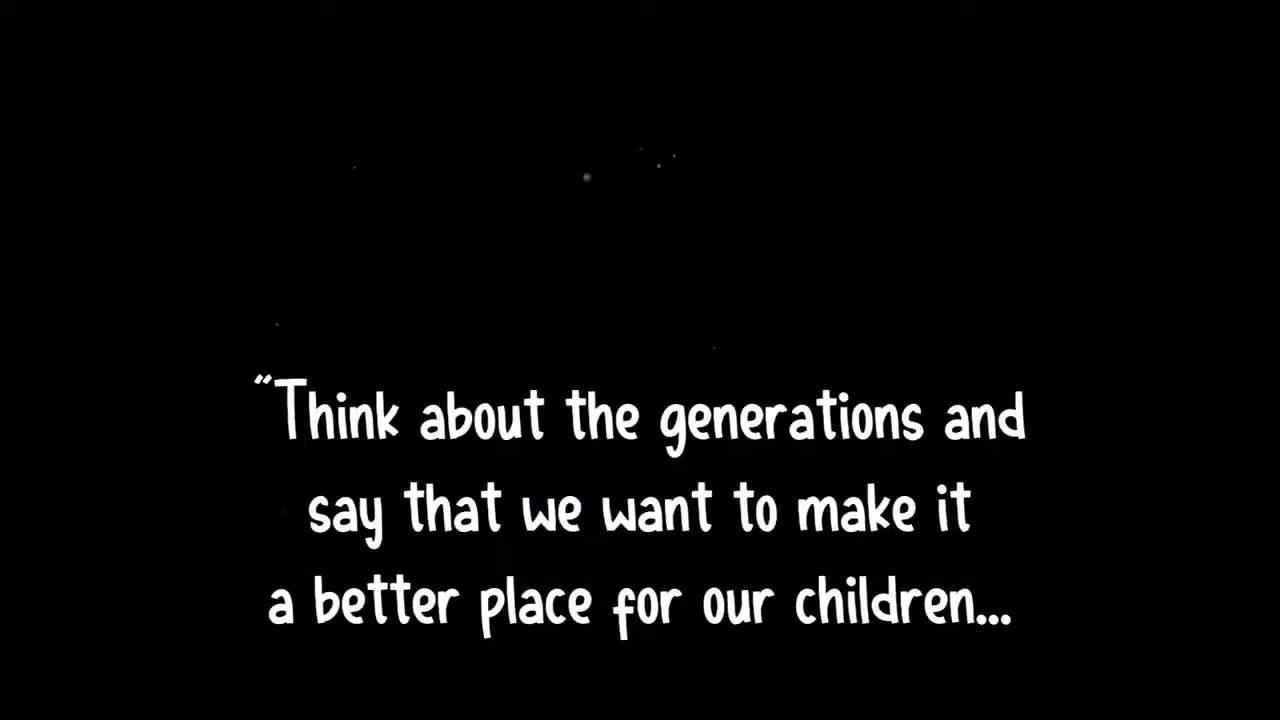 “Think about the generations and
say that we want to make it
a better place for our children...